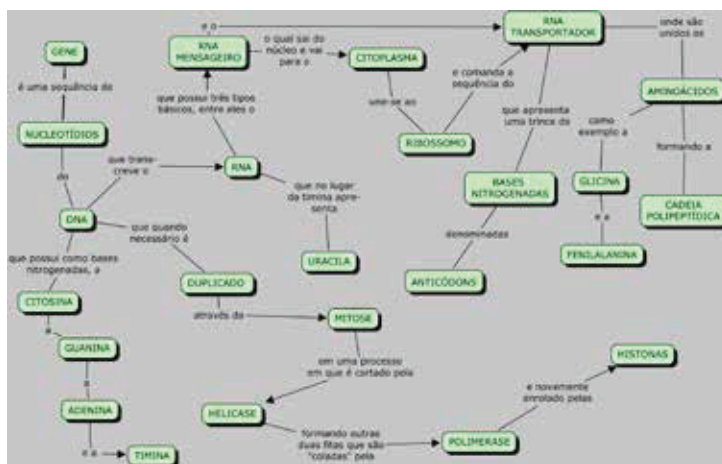 GENE
é uma sequência de
NUCLEOTÍDIOS
do
DNA
que trans-
creve o
RNA
que possui três tipos
básicos, entre eles o
RNA
MENSAGEIRO
e o
RNA
TRANSPORTADOR
o qual sai do
núcleo e vai
para o
CITOPLASMA
une-se ao
RIBOSSOMO
e comanda a
sequência do
que apresenta
uma trinca de
BASES
NITROGENADAS
denominadas
ANTICÓDONS
onde são
unidos os
AMINOÁCIDOS
como
exemplo a
GLICINA
e a
FENILALANINA
formando a
CADEIA
POLIPEPTÍDICA
que no lugar
da timina apre-
senta
URACILA
que quando
necessário é
DUPLICADO
através da
MITOSE
em uma processo
em que é cortado pela
HELICASE
formando outras
duas fitas que são
"coladas" pela
POLIMERASE
e novamente
enrolado pelas
HISTONAS
que possui como bases
nitrogenadas, a
CITOSINA
a
GUANINA
a
ADENINA
e a
TIMINA